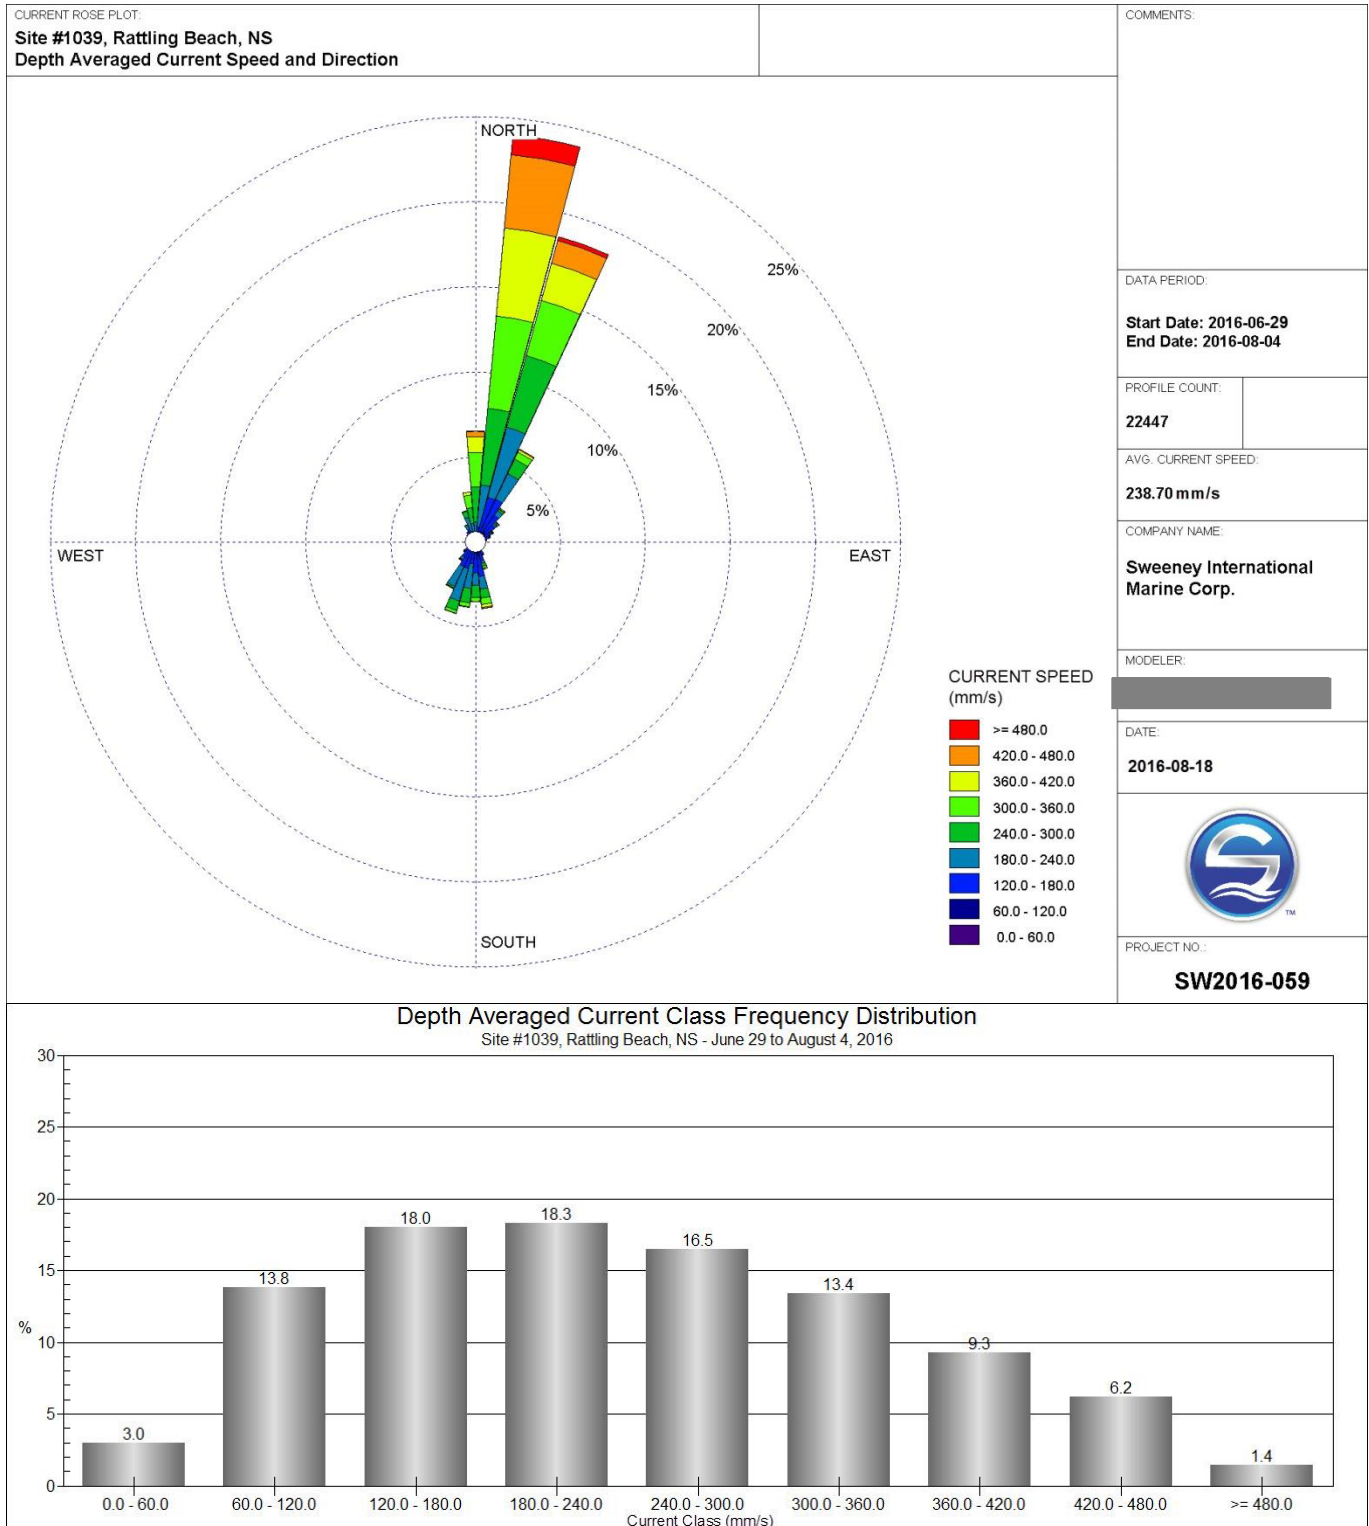 CURRENT ROSE PLOT:
Site #1039, Rattling Beach, NS
Depth Averaged Current Speed and Direction
COMMENTS:
NORTH
25%
20%
15%
10%
5%
WEST
EAST
SOUTH
CURRENT SPEED
(mm/s)
>= 480.0
420.0 - 480.0
360.0 - 420.0
300.0 - 360.0
240.0 - 300.0
180.0 - 240.0
120.0 - 180.0
60.0 - 120.0
0.0 - 60.0
DATA PERIOD:
Start Date: 2016-06-29
End Date: 2016-08-04
PROFILE COUNT:
22447
AVG. CURRENT SPEED:
238.70 mm/s
COMPANY NAME:
Sweeney International
Marine Corp.
MODELER:
DATE:
2016-08-18
TM
PROJECT NO.:
SW2016-059
Depth Averaged Current Class Frequency Distribution
Site #1039, Rattling Beach, NS - June 29 to August 4, 2016
30
25
20
15
10
5
0
%
3.0
13.8
18.0
18.3
16.5
13.4
9.3
6.2
1.4
0.0 - 60.0
60.0 - 120.0
120.0 - 180.0
180.0 - 240.0
240.0 - 300.0
300.0 - 360.0
360.0 - 420.0
420.0 - 480.0
>= 480.0
Current Class (mm/s)